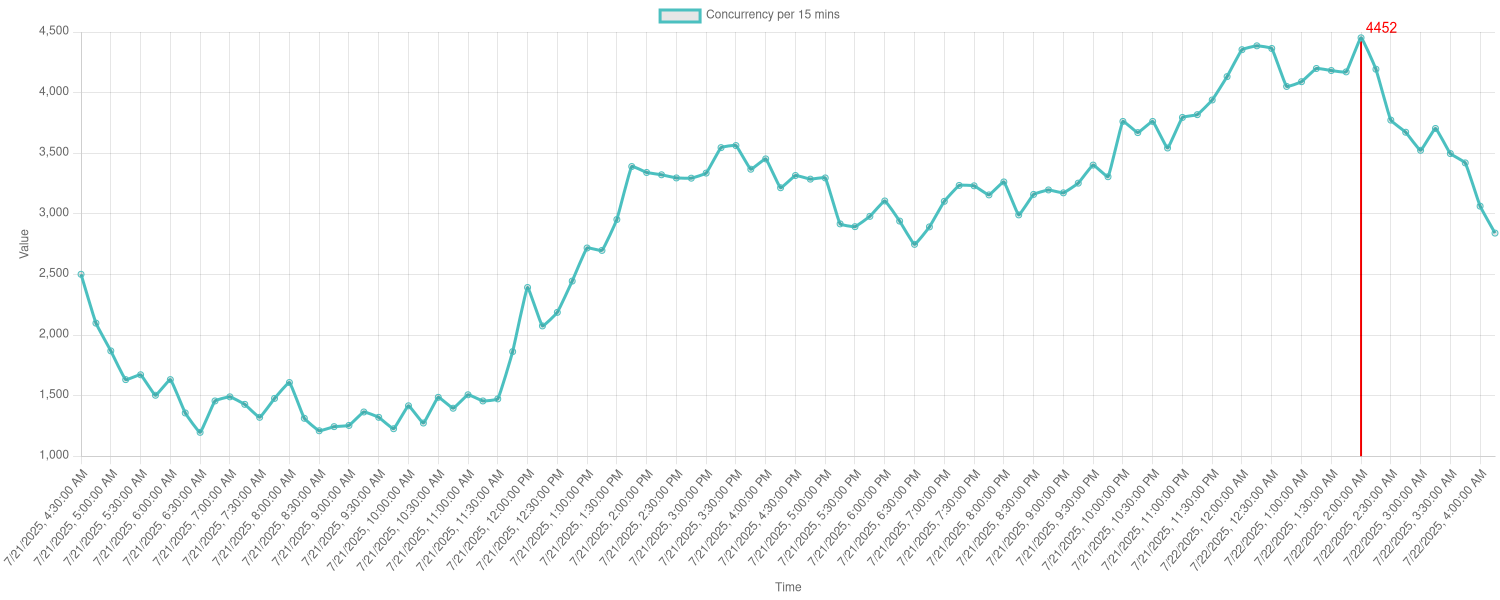 Concurrency per 15 mins
4452
4,500
4,000
3,500
3,000
2,500
2,000
1,500
1,000
Value
7/21/2025, 4:30:00 AM
7/21/2025, 5:00:00 AM
7/21/2025, 5:30:00 AM
7/21/2025, 6:00:00 AM
7/21/2025, 6:30:00 AM
7/21/2025, 7:00:00 AM
7/21/2025, 7:30:00 AM
7/21/2025, 8:00:00 AM
7/21/2025, 8:30:00 AM
7/21/2025, 9:00:00 AM
7/21/2025, 9:30:00 AM
7/21/2025, 10:00:00 AM
7/21/2025, 10:30:00 AM
7/21/2025, 11:00:00 AM
7/21/2025, 11:30:00 AM
7/21/2025, 12:00:00 PM
7/21/2025, 12:30:00 PM
7/21/2025, 1:00:00 PM
7/21/2025, 1:30:00 PM
7/21/2025, 2:00:00 PM
7/21/2025, 2:30:00 PM
7/21/2025, 3:00:00 PM
7/21/2025, 3:30:00 PM
7/21/2025, 4:00:00 PM
7/21/2025, 4:30:00 PM
7/21/2025, 5:00:00 PM
7/21/2025, 5:30:00 PM
7/21/2025, 6:00:00 PM
7/21/2025, 6:30:00 PM
7/21/2025, 7:00:00 PM
7/21/2025, 7:30:00 PM
7/21/2025, 8:00:00 PM
7/21/2025, 8:30:00 PM
7/21/2025, 9:00:00 PM
7/21/2025, 9:30:00 PM
7/21/2025, 10:00:00 PM
7/21/2025, 10:30:00 PM
7/21/2025, 11:00:00 PM
7/21/2025, 11:30:00 PM
7/22/2025, 12:00:00 AM
7/22/2025, 12:30:00 AM
7/22/2025, 1:00:00 AM
7/22/2025, 1:30:00 AM
7/22/2025, 2:00:00 AM
7/22/2025, 2:30:00 AM
7/22/2025, 3:00:00 AM
7/22/2025, 3:30:00 AM
7/22/2025, 4:00:00 AM
Time